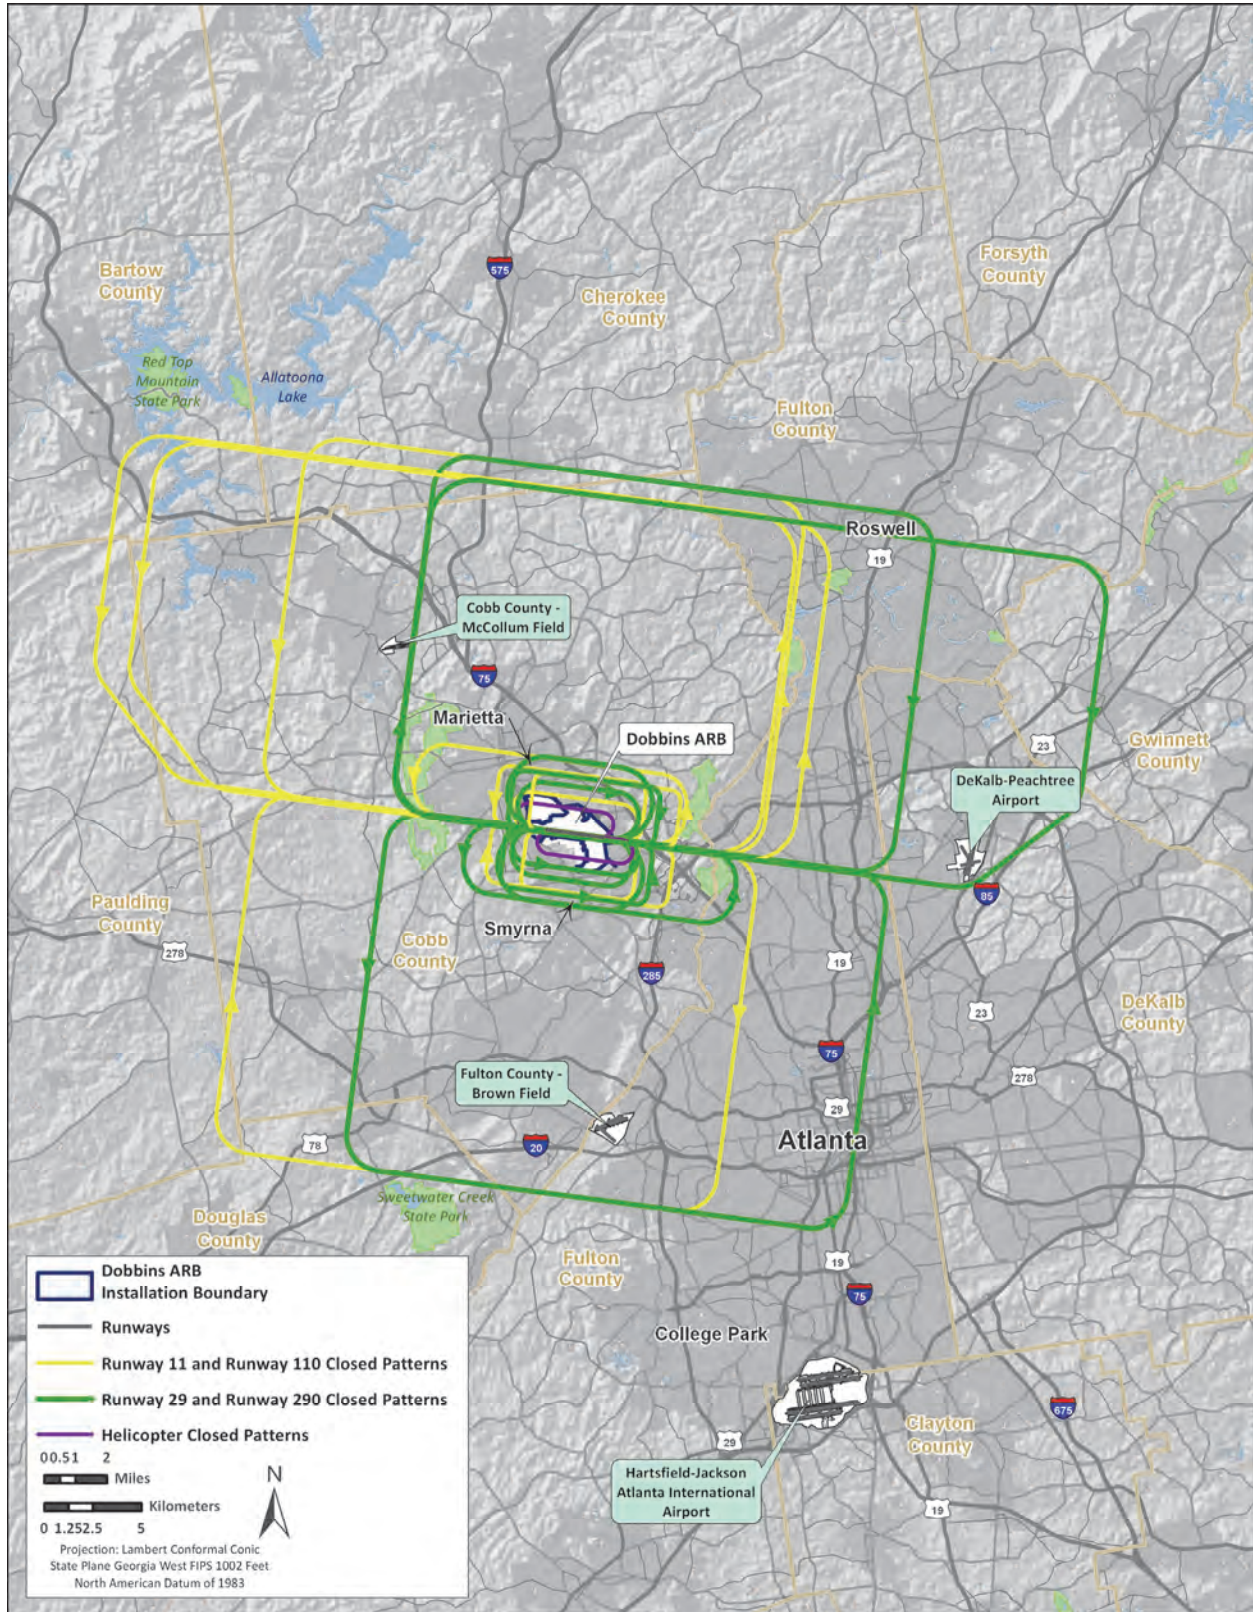 575
Bartow
County
Forsyth
County
Cherokee
County
Red Top
Mountain
State Park
Allatoona
Lake
Fulton
County
Roswell
19
Cobb County -
McCollum Field
75
Marietta
Dobbins ARB
23
Gwinnett
County
DeKalb-Peachtree
Airport
85
Paulding
County
278
Cobb
County
Smyrna
285
19
23
DeKalb
County
75
Fulton County -
Brown Field
278
29
Atlanta
78
20
Sweetwater Creek
State Park
Douglas
County
Fulton
County
19
75
College Park
675
Clayton
County
29
Hartsfield-Jackson
Atlanta International
Airport
19
Dobbins ARB
Installation Boundary
Runways
Runway 11 and Runway 110 Closed Patterns
Runway 29 and Runway 290 Closed Patterns
Helicopter Closed Patterns
0 0.5 1 2
Miles
Kilometers
0 1.25 2.5 5
N
Projection: Lambert Conformal Conic
State Plane Georgia West FIPS 1002 Feet
North American Datum of 1983